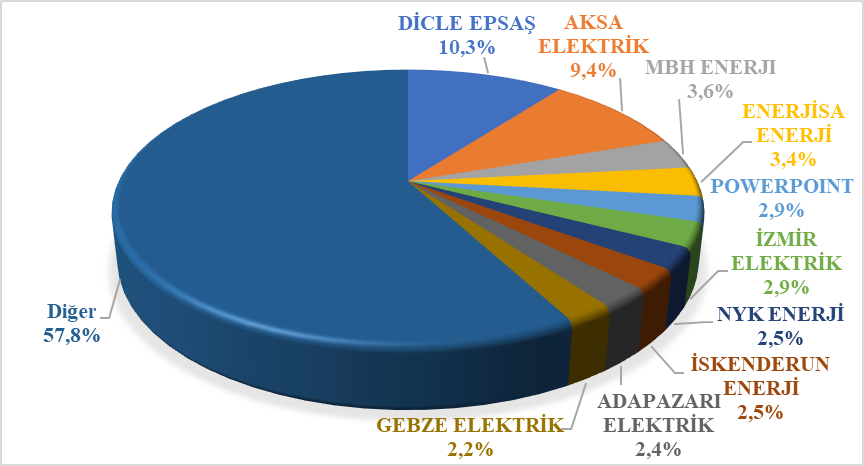 DİCLE EPSAŞ
10,3%
AKSA
ELEKTRİK
9,4%
MBH ENERJI
3,6%
ENERJİSA
ENERJİ
3,4%
POWERPOINT
2,9%
İZMİR
ELEKTRİK
2,9%
NYK ENERJİ
2,5%
İSKENDERUN
ENERJİ
2,5%
ADAPAZARI
ELEKTRİK
2,4%
GEBZE ELEKTRİK
2,2%
Diğer
57,8%